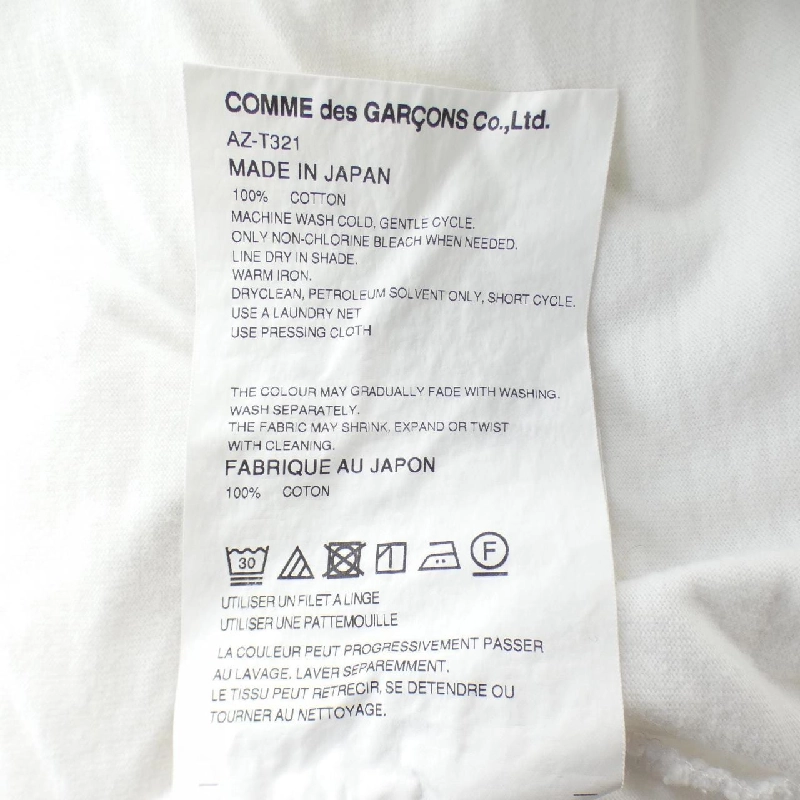 COMME des GARÇONS Co.,Ltd.
AZ-T321
MADE IN JAPAN
100% COTTON
MACHINE WASH COLD, GENTLE CYCLE.
ONLY NON-CHLORINE BLEACH WHEN NEEDED.
LINE DRY IN SHADE.
WARM IRON.
DRYCLEAN, PETROLEUM SOLVENT ONLY, SHORT CYCLE.
USE A LAUNDRY NET
USE PRESSING CLOTH
THE COLOUR MAY GRADUALLY FADE WITH WASHING.
WASH SEPARATELY.
THE FABRIC MAY SHRINK, EXPAND OR TWIST
WITH CLEANING.
FABRIQUE AU JAPON
100% COTON
30 F
UTILISER UN FILET A LINGE
UTILISER UNE PATTEMOUILLE
LA COULEUR PEUT PROGRESSIVEMENT PASSER
AU LAVAGE. LAVER SEPAREMMENT.
LE TISSU PEUT RETRECIR, SE DETENDRE OU
TOURNER AU NETTOYAGE.